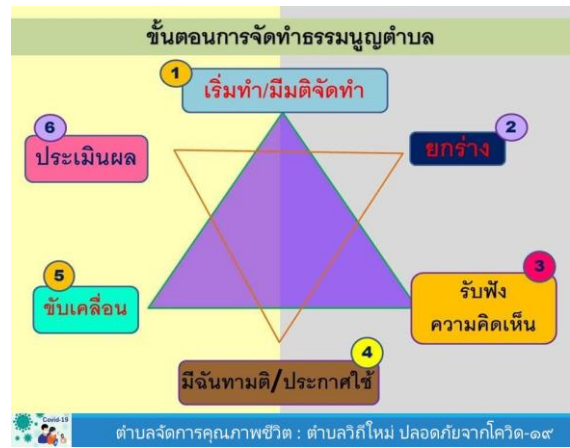 ขั้นตอนการจัดทำธรรมนูญตำบล
1
เริ่มทำ/มีมติจัดทำ
6
ประเมินผล
2
ยกร่าง
5
ขับเคลื่อน
3
รับฟัง
ความคิดเห็น
4
มีฉันทามติ/ประกาศใช้
Covid-19
ตำบลจัดการคุณภาพชีวิต : ตำบลวิถีใหม่ ปลอดภัยจากโควิด-๑๙